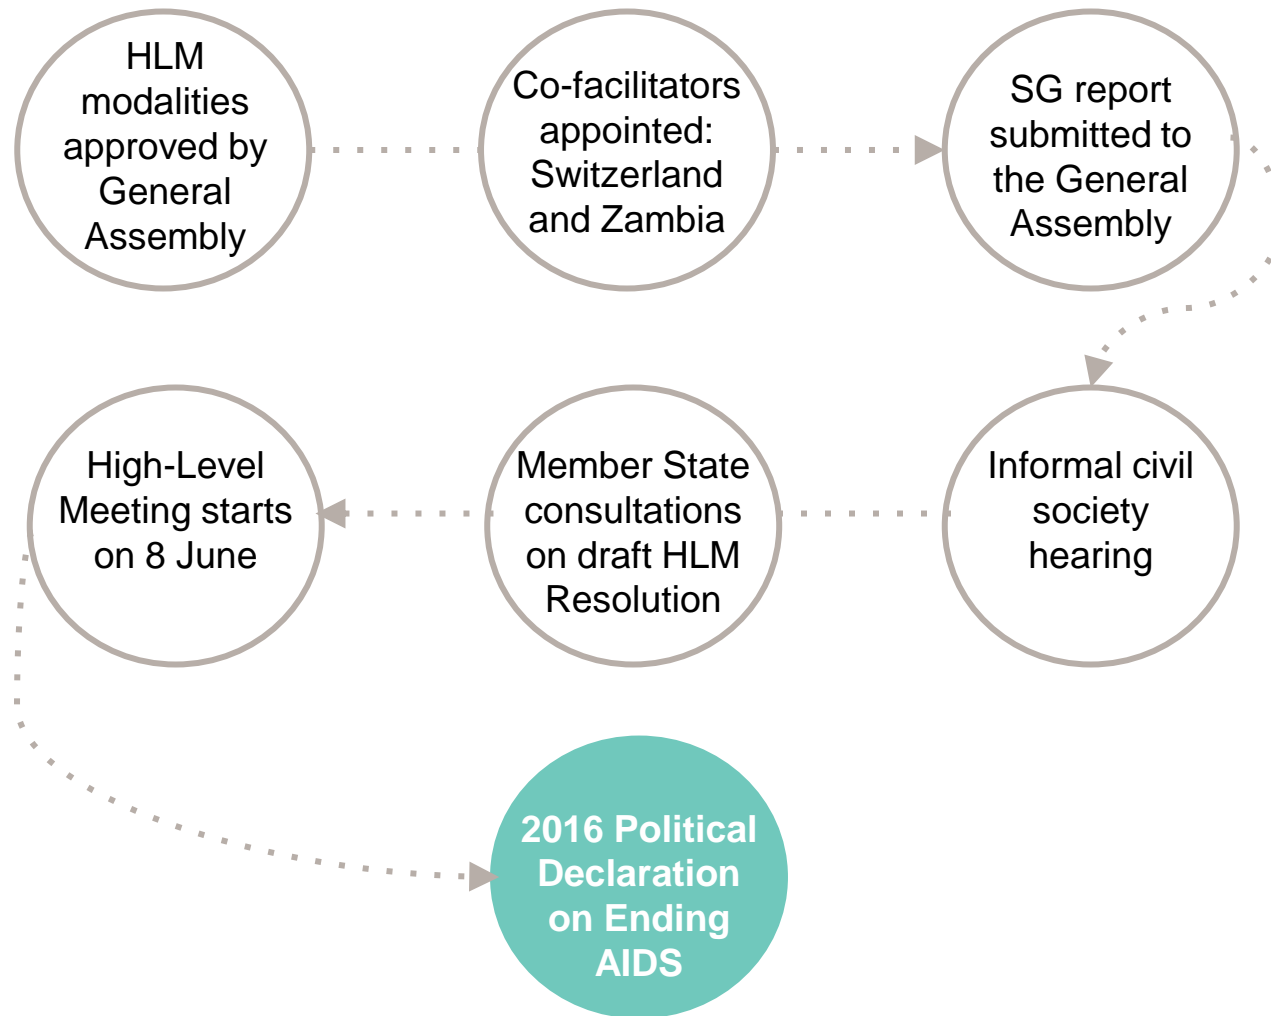 HLM
modalities
approved by
General
Assembly
Co-facilitators
appointed:
Switzerland
and Zambia
SG report
submitted to
the General
Assembly
Informal civil
society
hearing
Member State
consultations
on draft HLM
Resolution
High-Level
Meeting starts
on 8 June
2016 Political
Declaration
on Ending
AIDS